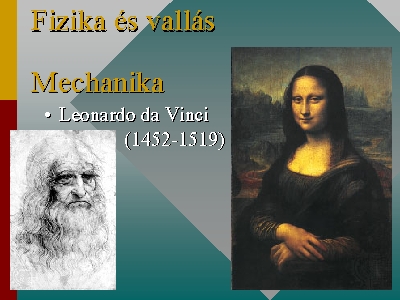 Fizika és vallás
Mechanika
• Leonardo da Vinci
(1452-1519)